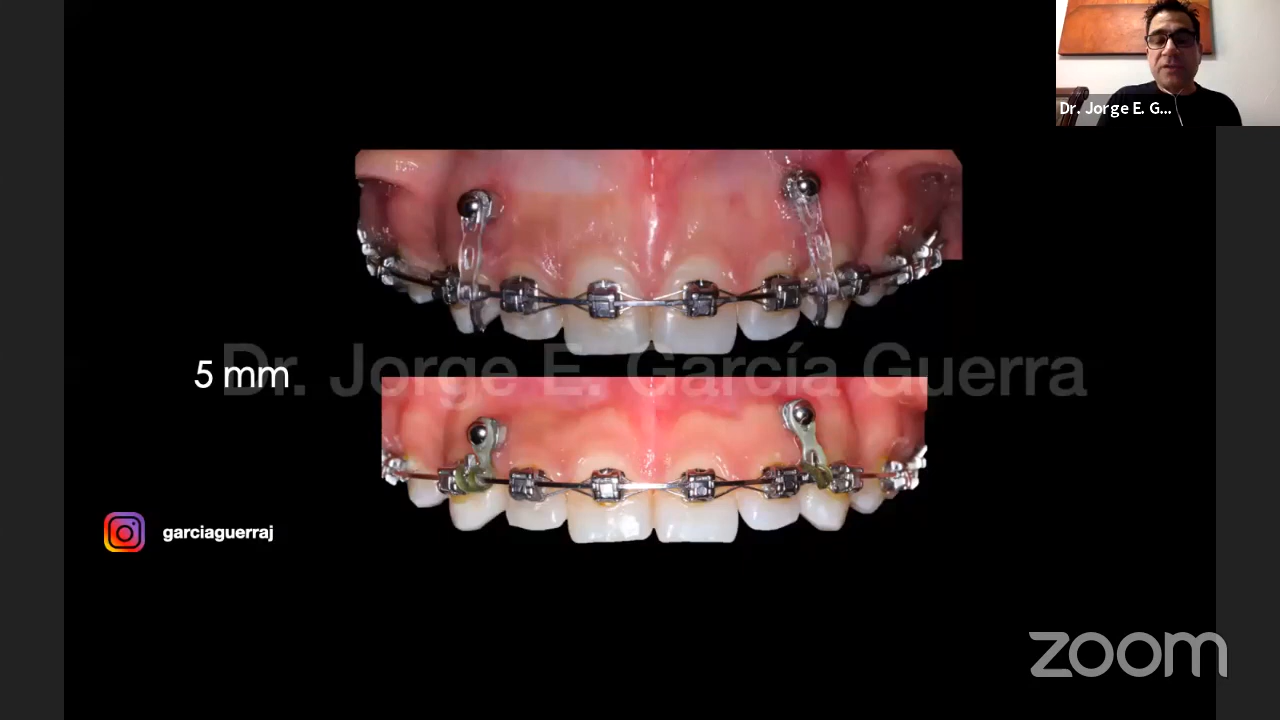 Dr. Jorge E. G...
Dr. Jorge E. García Guerra
5 mm
garciaguerraj
zoom